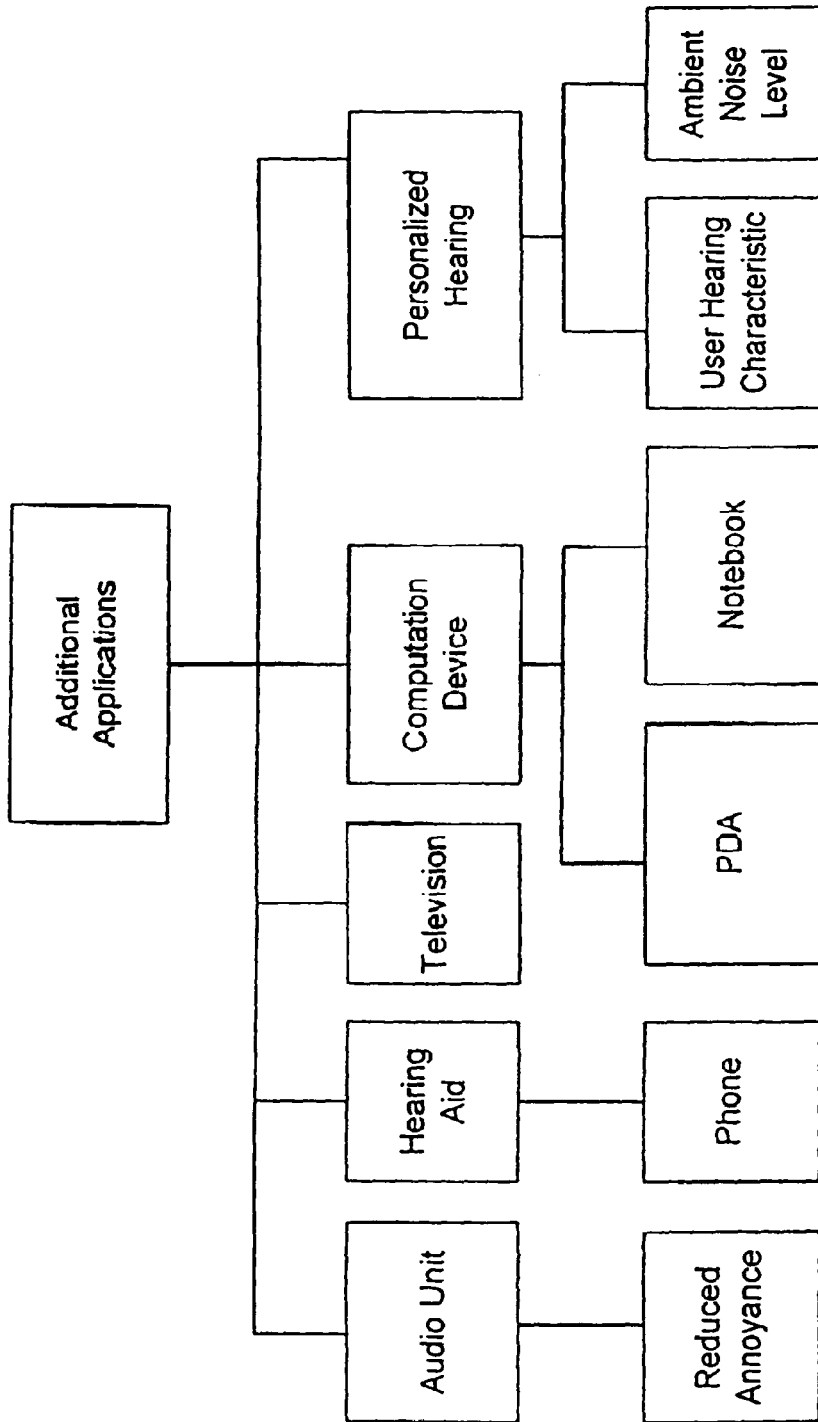 Additional
Applications
Audio Unit
Hearing
Aid
Television
Computation
Device
Personalized
Hearing
Reduced
Annoyance
Phone
PDA
Notebook
User Hearing
Characteristic
Ambient
Noise
Level